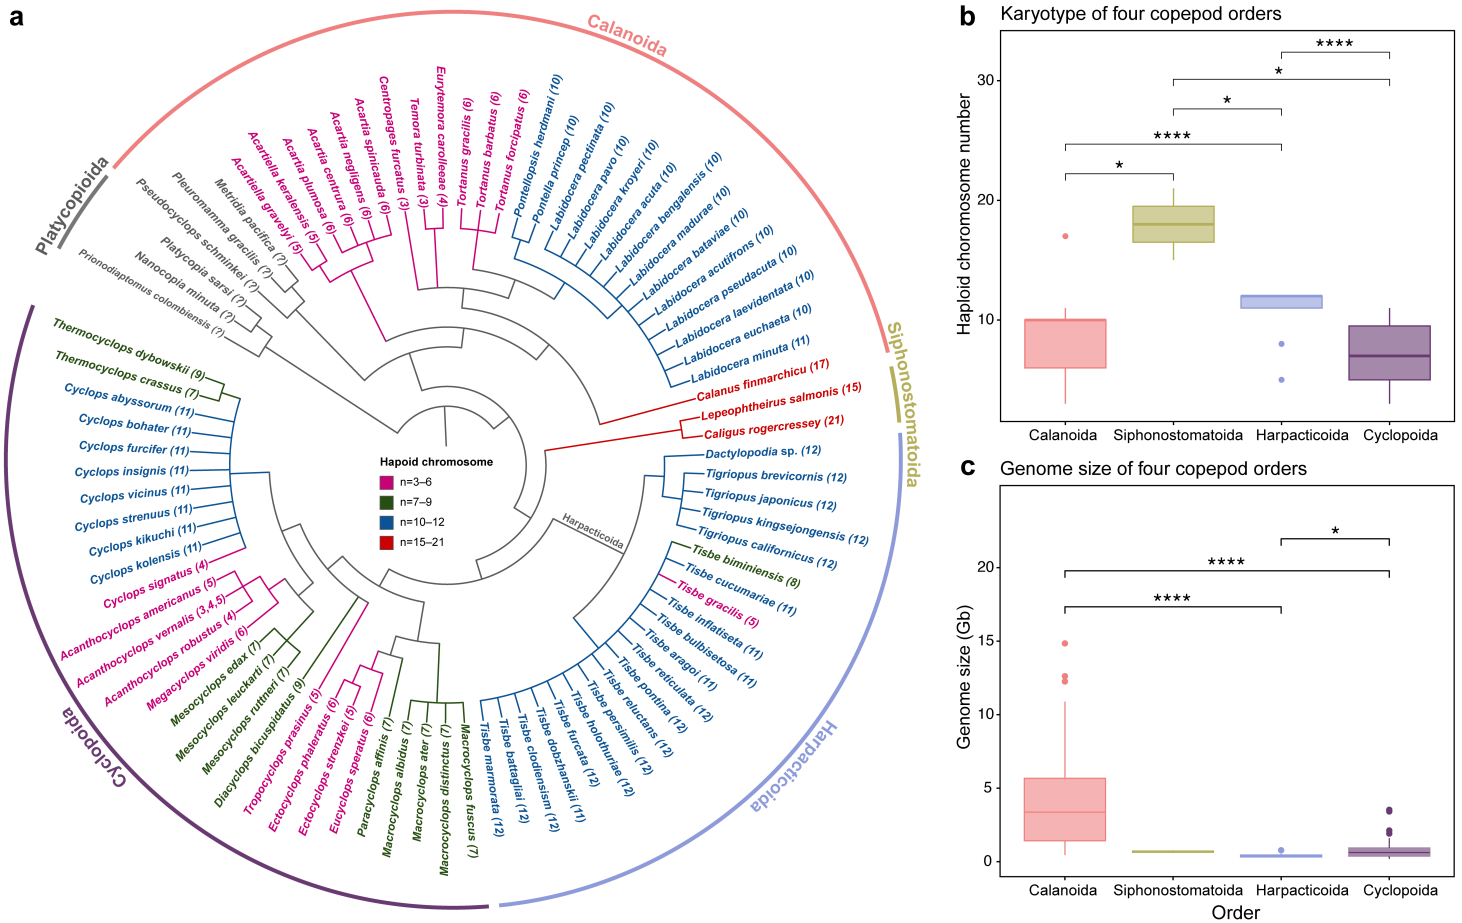 a
Calanoida
Platycopioida
Prionodiaptomus colombiensis (?)
Nanocopia minuta (?)
Platycopia sarsi (?)
Pseudocyclops schminkei (?)
Pleuromamma gracilis (?)
Metridia pacifica (?)
Acartiella gravelyi (5)
Acartiella keralensis (5)
Acartia plumosa (6)
Acartia centrura (6)
Acartia negligens (6)
Acartia spinicauda (6)
Centropages furcatus (3)
Temora turbinata (3)
Eurytemora carolleeae (4)
Tortanus gracilis (6)
Tortanus barbatus (6)
Tortanus forcipatus (6)
Pontellopsis herdmani (10)
Pontella princep (10)
Labidocera pectinata (10)
Labidocera pavo (10)
Labidocera kroyeri (10)
Labidocera acuta (10)
Labidocera bengalensis (10)
Labidocera madurae (10)
Labidocera bataviae (10)
Labidocera acutifrons (10)
Labidocera pseudacuta (10)
Labidocera laevidentata (10)
Labidocera euchaeta (10)
Labidocera minuta (11)
Calanus finmarchicu (17)
Siphonostomatoida
Lepeophtheirus salmonis (15)
Caligus rogercressey (21)
Dactylopodia sp. (12)
Tigriopus brevicornis (12)
Tigriopus japonicus (12)
Tigriopus kingsejongensis (12)
Tigriopus californicus (12)
Harpacticoida
Tisbe biminiensis (8)
Tisbe cucumariae (11)
Tisbe gracilis (5)
Tisbe inflatiseta (11)
Tisbe bulbisetosa (11)
Tisbe aragoi (11)
Tisbe reticulata (12)
Tisbe pontina (12)
Tisbe reluctans (12)
Tisbe persimilis (12)
Tisbe holothuriae (12)
Tisbe furcata (12)
Tisbe dobzhanskii (11)
Tisbe clodiensism (12)
Tisbe battagliai (12)
Tisbe marmorata (12)
Harpacticoida
Macrocyclops fuscus (7)
Macrocyclops distinctus (7)
Macrocyclops ater (7)
Macrocyclops albidus (7)
Paracyclops affinis (7)
Eucyclops speratus (6)
Ectocyclops strenzkei (5)
Ectocyclops phaleratus (6)
Tropocyclops prasinus (5)
Diacyclops bicuspidatus (9)
Mesocyclops ruttneri (7)
Mesocyclops leuckarti (7)
Mesocyclops edax (7)
Megacyclops viridis (6)
Acanthocyclops robustus (4)
Acanthocyclops vernalis (3,4,5)
Acanthocyclops americanus (5)
Cyclops signatus (4)
Cyclops kolensis (11)
Cyclops kikuchi (11)
Cyclops strenuus (11)
Cyclops vicinus (11)
Cyclops insignis (11)
Cyclops furcifer (11)
Cyclops bohater (11)
Cyclops abyssorum (11)
Thermocyclops crassus (7)
Thermocyclops dybowskii (9)
Cyclopoida
Hapoid chromosome
n=3–6
n=7–9
n=10–12
n=15–21
b
Karyotype of four copepod orders
Haploid choromosome number
30
20
10
****
*
*
****
*
Calanoida
Siphonostomatoida
Harpacticoida
Cyclopoida
c
Genome size of four copepod orders
Genome size (Gb)
20
15
10
5
0
*
****
****
Calanoida
Siphonostomatoida
Harpacticoida
Cyclopoida
Order